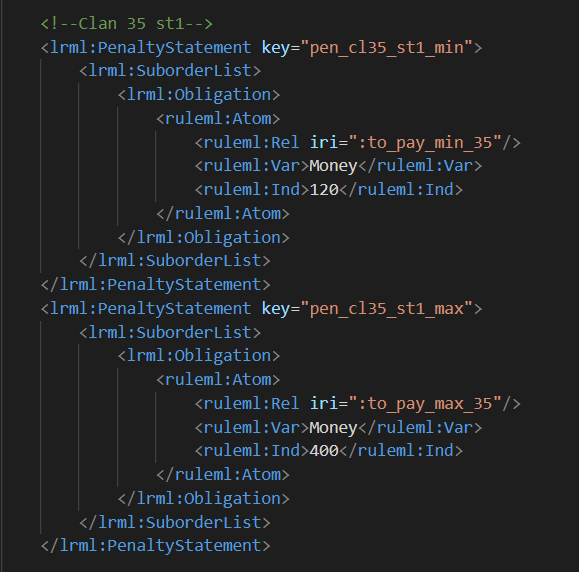 <!--Clan 35 st1-->
<lrml:PenaltyStatement key="pen_cl35_st1_min">
<lrml:SuborderList>
<lrml:Obligation>
<ruleml:Atom>
<ruleml:Rel iri=":to_pay_min_35"/>
<ruleml:Var>Money</ruleml:Var>
<ruleml:Ind>120</ruleml:Ind>
</ruleml:Atom>
</lrml:Obligation>
</lrml:SuborderList>
</lrml:PenaltyStatement>
<lrml:PenaltyStatement key="pen_cl35_st1_max">
<lrml:SuborderList>
<lrml:Obligation>
<ruleml:Atom>
<ruleml:Rel iri=":to_pay_max_35"/>
<ruleml:Var>Money</ruleml:Var>
<ruleml:Ind>400</ruleml:Ind>
</ruleml:Atom>
</lrml:Obligation>
</lrml:SuborderList>
</lrml:PenaltyStatement>